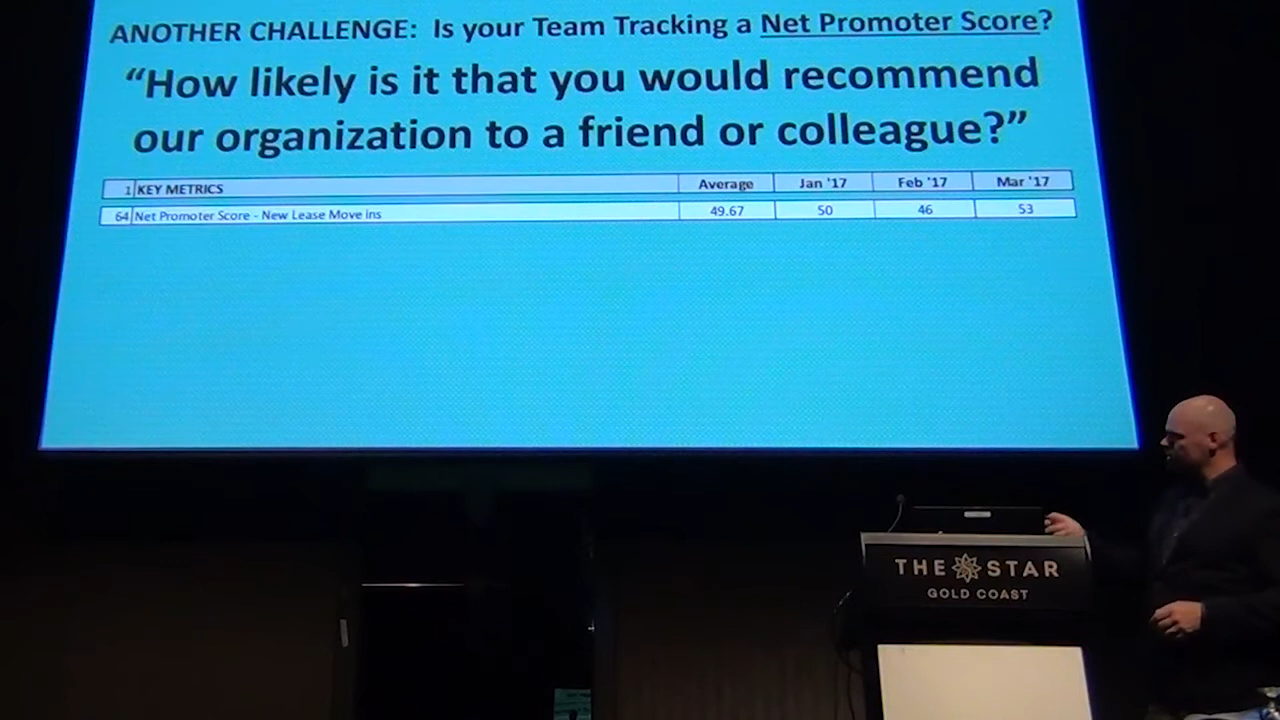 ANOTHER CHALLENGE: Is your Team Tracking a Net Promoter Score?
“How likely is it that you would recommend
our organization to a friend or colleague?”
1 KEY METRICS Average Jan '17 Feb '17 Mar '17
64 Net Promoter Score - New Lease Move ins 49.67 50 46 53
THE STAR
GOLD COAST